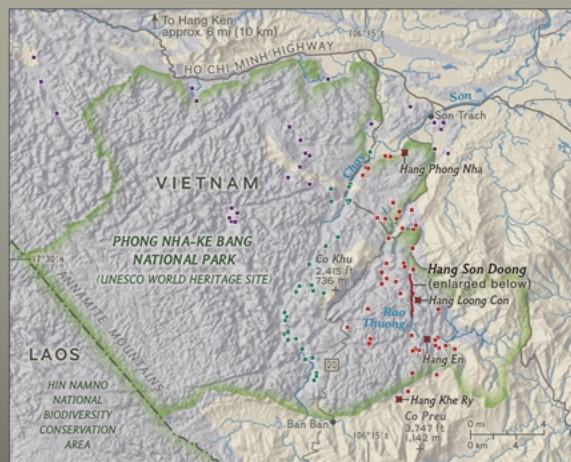 To Hang Ken
approx. 6 mi (10 km)
106°15'E
HO CHI MINH HIGHWAY
Son
Son Trach
Chay
Hang Phong Nha
VIETNAM
PHONG NHA-KE BANG
NATIONAL PARK
(UNESCO WORLD HERITAGE SITE)
17°30'N
Co Khu
2,415 ft
736 m
Hang Son Doong
(enlarged below)
Hang Loong Con
Rao
Thuong
ANNAMITE MOUNTAINS
LAOS
20
Hang En
HIN NAMNO
NATIONAL
BIODIVERSITY
CONSERVATION
AREA
Hang Khe Ry
Ban Ban
106°15'E
Co Preu
3,747 ft
1,142 m
0 mi
4
0 km
4